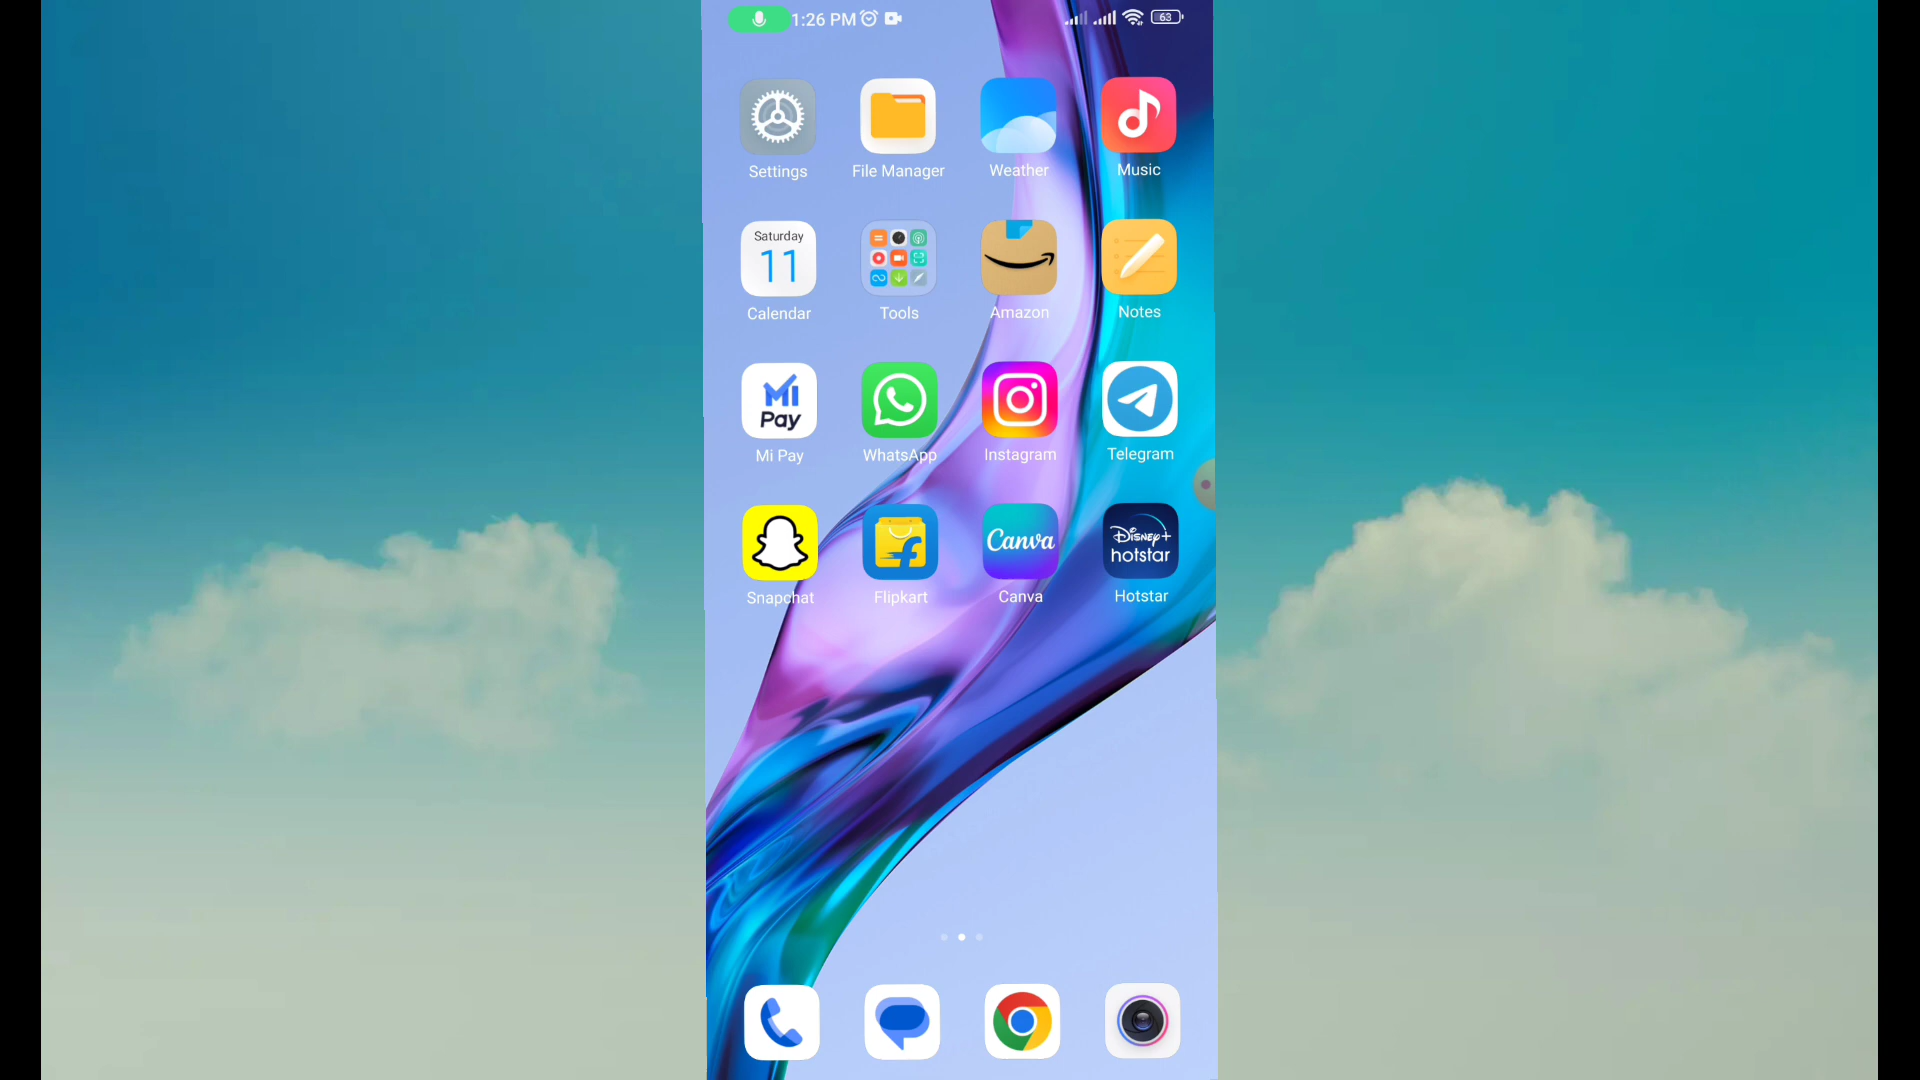 1:26 PM 63
Settings File Manager Weather Music
Saturday
11
Calendar Tools Amazon Notes
MI
Pay
Mi Pay WhatsApp Instagram Telegram
Canva
Disney+
hotstar
Snapchat Flipkart Canva Hotstar